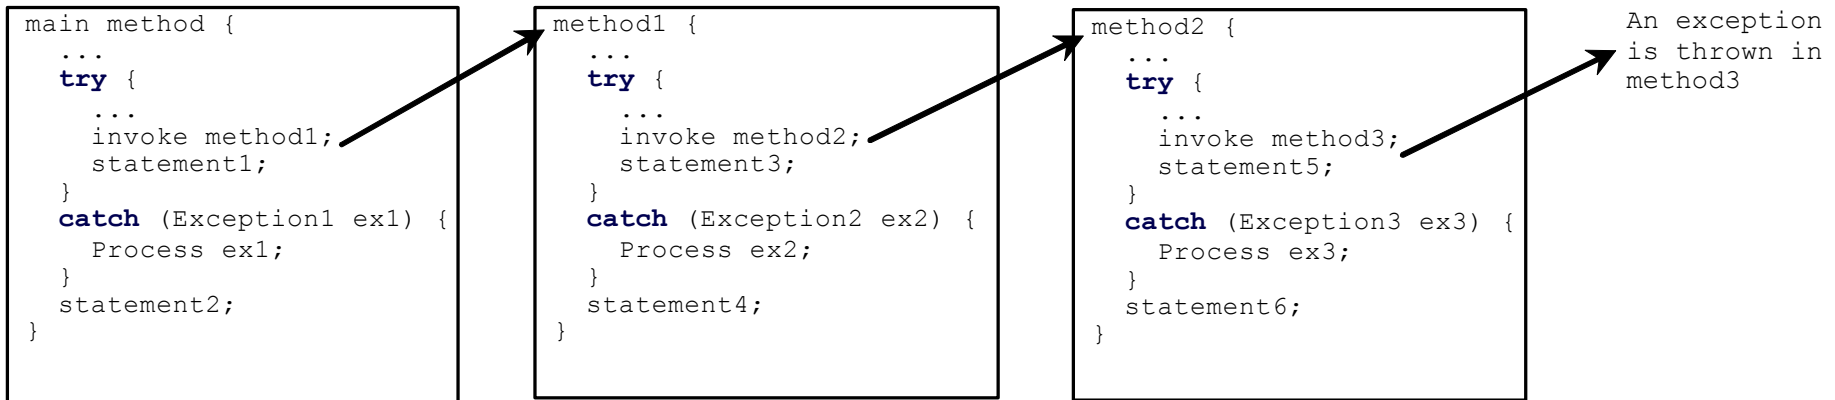 main method {
  ...
  try {
    ...
    invoke method1;
    statement1;
  }
  catch (Exception1 ex1) {
    Process ex1;
  }
  statement2;
}
method1 {
  ...
  try {
    ...
    invoke method2;
    statement3;
  }
  catch (Exception2 ex2) {
    Process ex2;
  }
  statement4;
}
method2 {
  ...
  try {
    ...
    invoke method3;
    statement5;
  }
  catch (Exception3 ex3) {
    Process ex3;
  }
  statement6;
}
An exception
is thrown in
method3